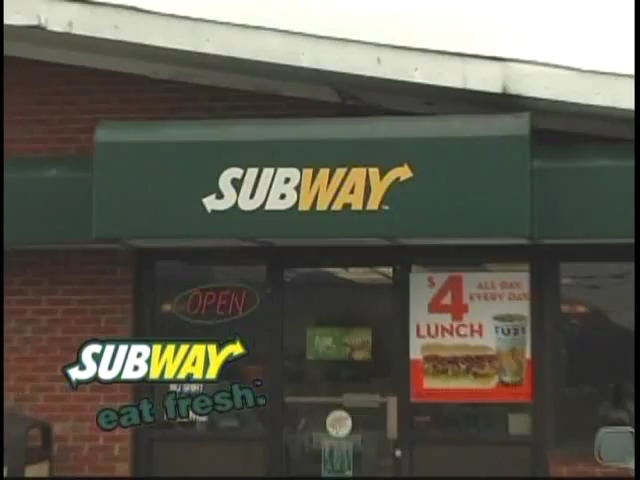 SUBWAY
OPEN
$4
ALL DAY
EVERY DAY
LUNCH
SUBWAY
eat fresh.